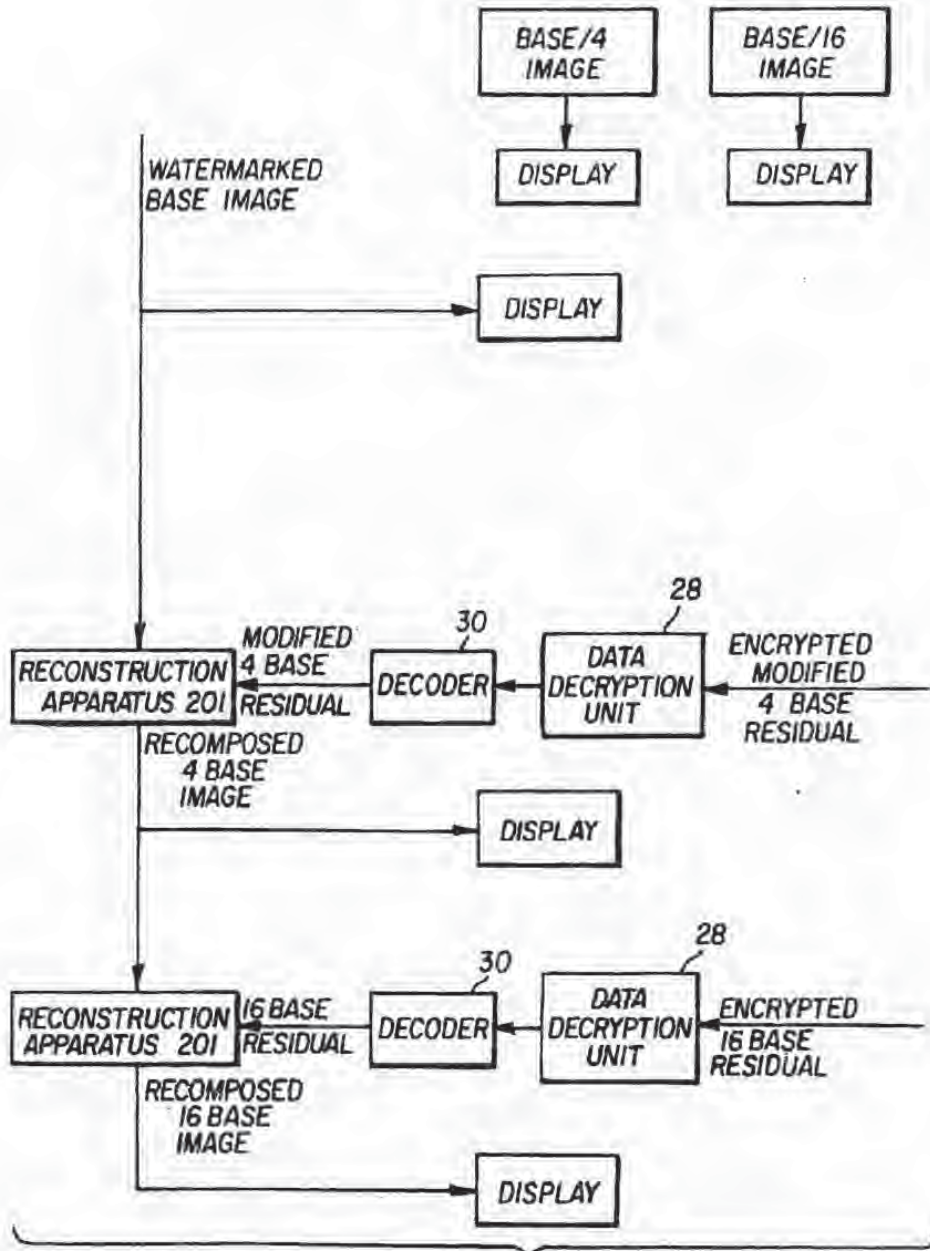 BASE/4
IMAGE
BASE/16
IMAGE
DISPLAY
DISPLAY
WATERMARKED
BASE IMAGE
DISPLAY
RECONSTRUCTION
APPARATUS 201
MODIFIED
4 BASE
RESIDUAL
30
DECODER
28
DATA
DECRYPTION
UNIT
ENCRYPTED
MODIFIED
4 BASE
RESIDUAL
RECOMPOSED
4 BASE
IMAGE
DISPLAY
RECONSTRUCTION
APPARATUS 201
16 BASE
RESIDUAL
30
DECODER
28
DATA
DECRYPTION
UNIT
ENCRYPTED
16 BASE
RESIDUAL
RECOMPOSED
16 BASE
IMAGE
DISPLAY